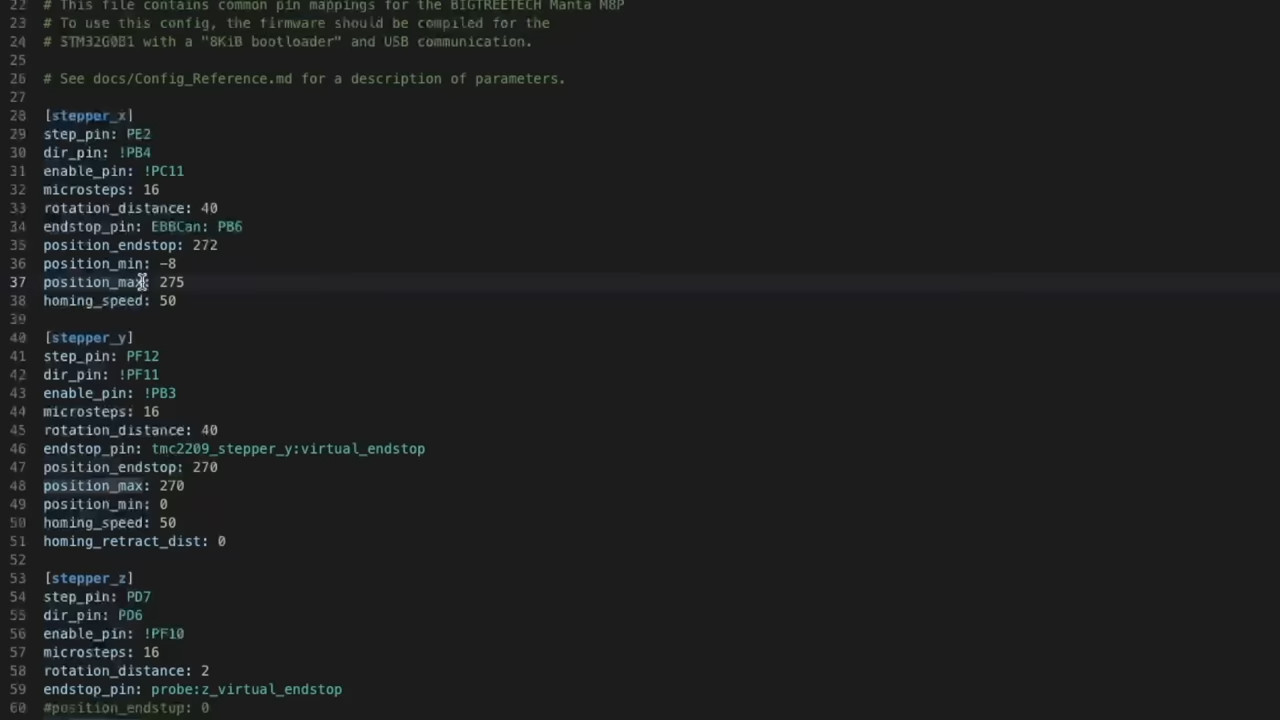 22 # This file contains common pin mappings for the BIGTREETECH Manta M8P
23 # To use this config, the firmware should be compiled for the
24 # STM32G0B1 with a "8KiB bootloader" and USB communication.
25
26 # See docs/Config_Reference.md for a description of parameters.
27
28 [stepper_x]
29 step_pin: PE2
30 dir_pin: !PB4
31 enable_pin: !PC11
32 microsteps: 16
33 rotation_distance: 40
34 endstop_pin: EBBCan: PB6
35 position_endstop: 272
36 position_min: -8
37 position_max: 275
38 homing_speed: 50
39
40 [stepper_y]
41 step_pin: PF12
42 dir_pin: !PF11
43 enable_pin: !PB3
44 microsteps: 16
45 rotation_distance: 40
46 endstop_pin: tmc2209_stepper_y:virtual_endstop
47 position_endstop: 270
48 position_max: 270
49 position_min: 0
50 homing_speed: 50
51 homing_retract_dist: 0
52
53 [stepper_z]
54 step_pin: PD7
55 dir_pin: PD6
56 enable_pin: !PF10
57 microsteps: 16
58 rotation_distance: 2
59 endstop_pin: probe:z_virtual_endstop
60 #position_endstop: 0